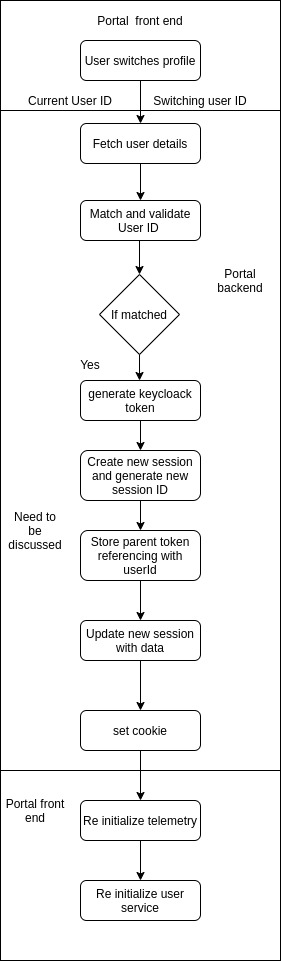 Portal  front end
User switches profile
Current User ID
Switching user ID
Fetch user details
Match and validate
User ID
Portal
backend
If matched
Yes
generate keycloack
token
Create new session
and generate new
session ID
Need to
be
discussed
Store parent token
referencing with
userId
Update new session
with data
set cookie
Portal front
end
Re initialize telemetry
Re initialize user
service